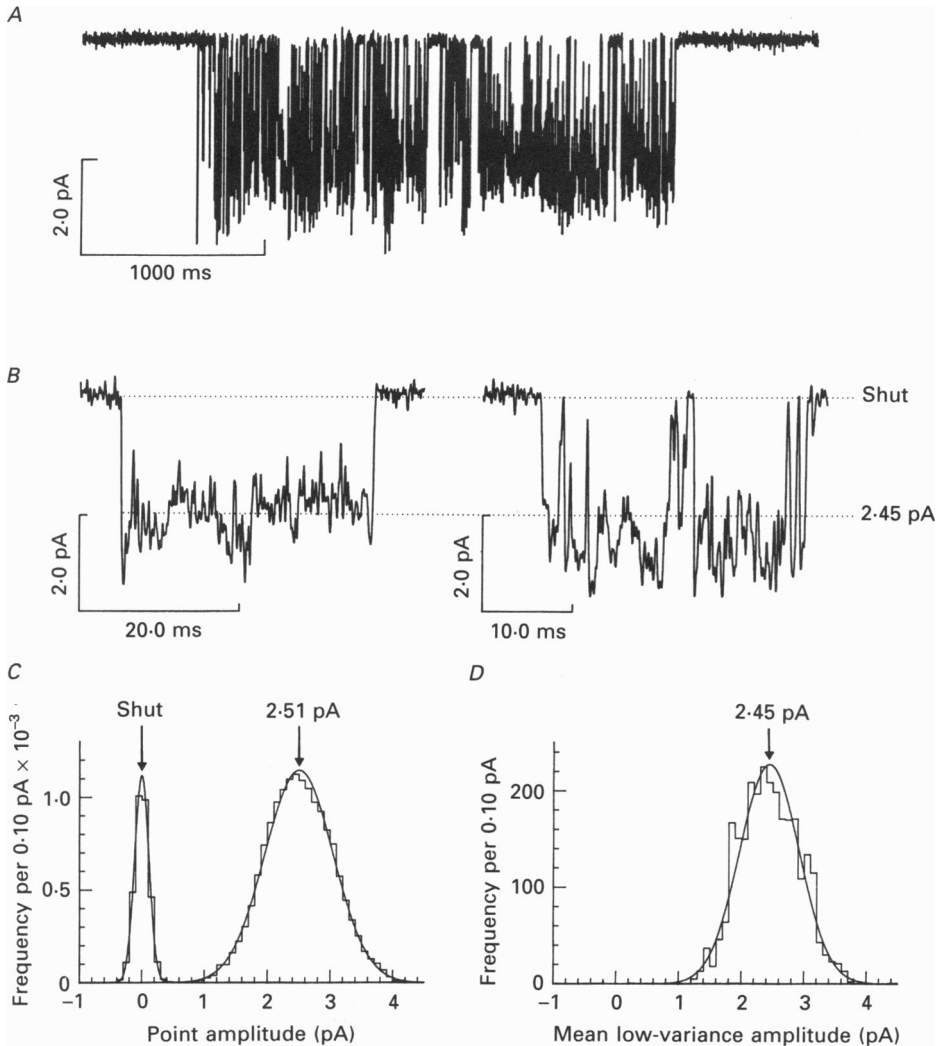 A
2·0 pA
1000 ms
B
Shut
2·45 pA
2·0 pA
20·0 ms
2·0 pA
10·0 ms
C
Shut
2·51 pA
Frequency per 0·10 pA × 10⁻³
1·0
0·5
0
−1 0 1 2 3 4
Point amplitude (pA)
D
2·45 pA
Frequency per 0·10 pA
200
100
0
−1 0 1 2 3 4
Mean low-variance amplitude (pA)